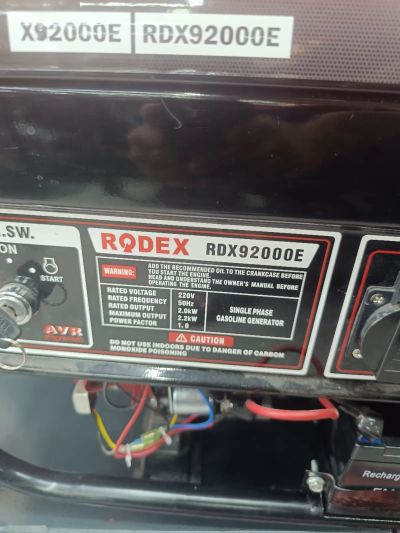 X92000E RDX92000E
.SW.
ON
START
AVR
RODEX RDX92000E
WARNING: ADD THE RECOMMENDED OIL TO THE CRANKCASE BEFORE
YOU START THE ENGINE.
READ AND UNDERSTAND THE OWNER'S MANUAL BEFORE
OPERATING THE ENGINE.
RATED VOLTAGE 220V
RATED FREQUENCY 50Hz
RATED OUTPUT 2.0kW
MAXIMUM OUTPUT 2.2kW
POWER FACTOR 1.0
SINGLE PHASE
GASOLINE GENERATOR
CAUTION
DO NOT USE INDOORS DUE TO DANGER OF CARBON
MONOXIDE POISONING
Recharg